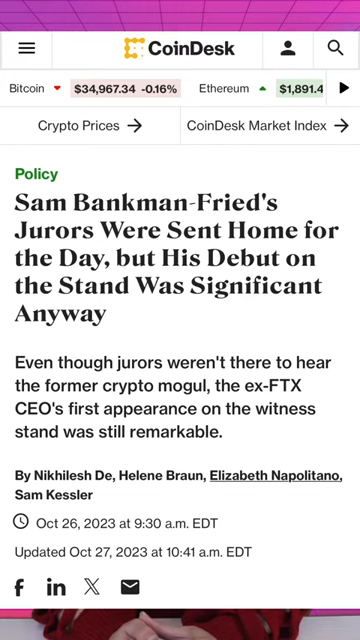 CoinDesk
Bitcoin $34,967.34 -0.16% Ethereum $1,891.4
Crypto Prices → CoinDesk Market Index →
Policy
Sam Bankman-Fried's
Jurors Were Sent Home for
the Day, but His Debut on
the Stand Was Significant
Anyway
Even though jurors weren't there to hear
the former crypto mogul, the ex-FTX
CEO's first appearance on the witness
stand was still remarkable.
By Nikhilesh De, Helene Braun, Elizabeth Napolitano,
Sam Kessler
Oct 26, 2023 at 9:30 a.m. EDT
Updated Oct 27, 2023 at 10:41 a.m. EDT